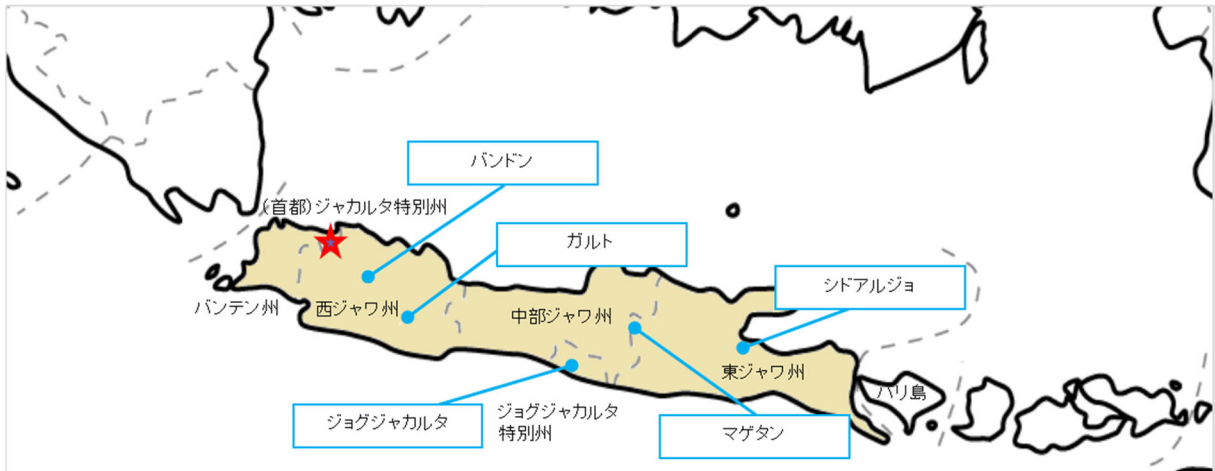 バンドン
(首都)ジャカルタ特別州
ガルト
シドアルジョ
バンテン州
西ジャワ州
中部ジャワ州
東ジャワ州
バリ島
ジョグジャカルタ
ジョグジャカルタ
特別州
マゲタン